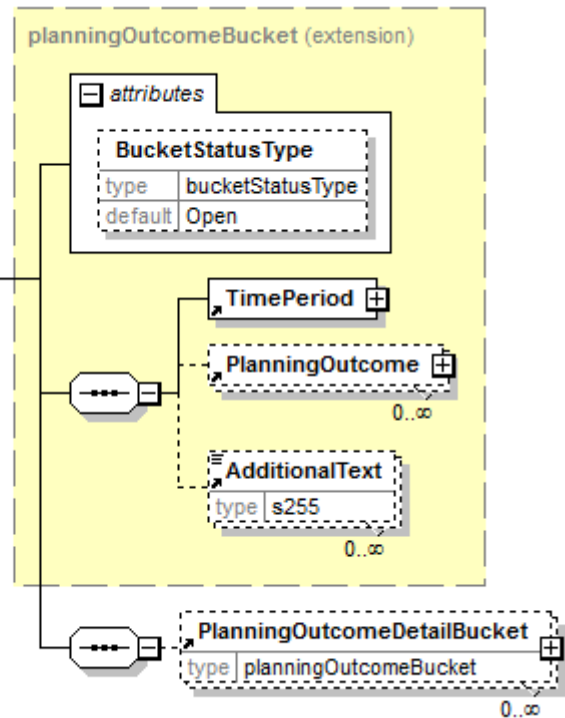 planningOutcomeBucket (extension)
attributes
BucketStatusType
type bucketStatusType
default Open
TimePeriod
PlanningOutcome
0..∞
AdditionalText
type s255
0..∞
PlanningOutcomeDetailBucket
type planningOutcomeBucket
0..∞